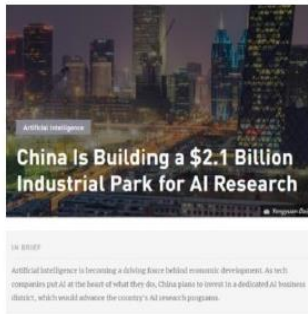 Artificial Intelligence
China Is Building a $2.1 Billion
Industrial Park for AI Research
Yongyuan Dai
IN BRIEF
Artificial intelligence is becoming a driving force behind economic development. As tech
companies put AI at the heart of what they do, China plans to invest in a dedicated AI business
district, which would advance the country's AI research programs.